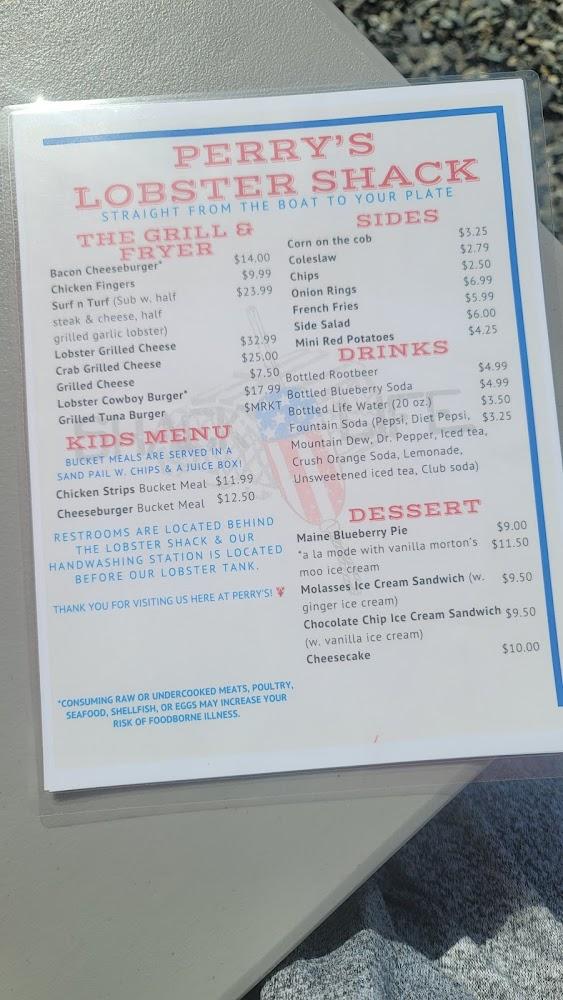 PERRY'S
LOBSTER SHACK
STRAIGHT FROM THE BOAT TO YOUR PLATE
THE GRILL &
FRYER
Bacon Cheeseburger* $14.00
Chicken Fingers $9.99
Surf n Turf (Sub w. half $23.99
steak & cheese, half
grilled garlic lobster)
Lobster Grilled Cheese $32.99
Crab Grilled Cheese $25.00
Grilled Cheese $7.50
Lobster Cowboy Burger* $17.99
Grilled Tuna Burger $MRKT
KIDS MENU
BUCKET MEALS ARE SERVED IN A
SAND PAIL W. CHIPS & A JUICE BOX!
Chicken Strips Bucket Meal $11.99
Cheeseburger Bucket Meal $12.50
RESTROOMS ARE LOCATED BEHIND
THE LOBSTER SHACK & OUR
HANDWASHING STATION IS LOCATED
BEFORE OUR LOBSTER TANK.
THANK YOU FOR VISITING US HERE AT PERRY'S!
*CONSUMING RAW OR UNDERCOOKED MEATS, POULTRY,
SEAFOOD, SHELLFISH, OR EGGS MAY INCREASE YOUR
RISK OF FOODBORNE ILLNESS.
SIDES
Corn on the cob $3.25
Coleslaw $2.79
Chips $2.50
Onion Rings $6.99
French Fries $5.99
Side Salad $6.00
Mini Red Potatoes $4.25
DRINKS
Bottled Rootbeer $4.99
Bottled Blueberry Soda $4.99
Bottled Life Water (20 oz.) $3.50
Fountain Soda (Pepsi, Diet Pepsi, $3.25
Mountain Dew, Dr. Pepper, Iced tea,
Crush Orange Soda, Lemonade,
Unsweetened iced tea, Club soda)
DESSERT
Maine Blueberry Pie $9.00
*a la mode with vanilla morton's $11.50
moo ice cream
Molasses Ice Cream Sandwich (w. $9.50
ginger ice cream)
Chocolate Chip Ice Cream Sandwich $9.50
(w. vanilla ice cream)
Cheesecake $10.00